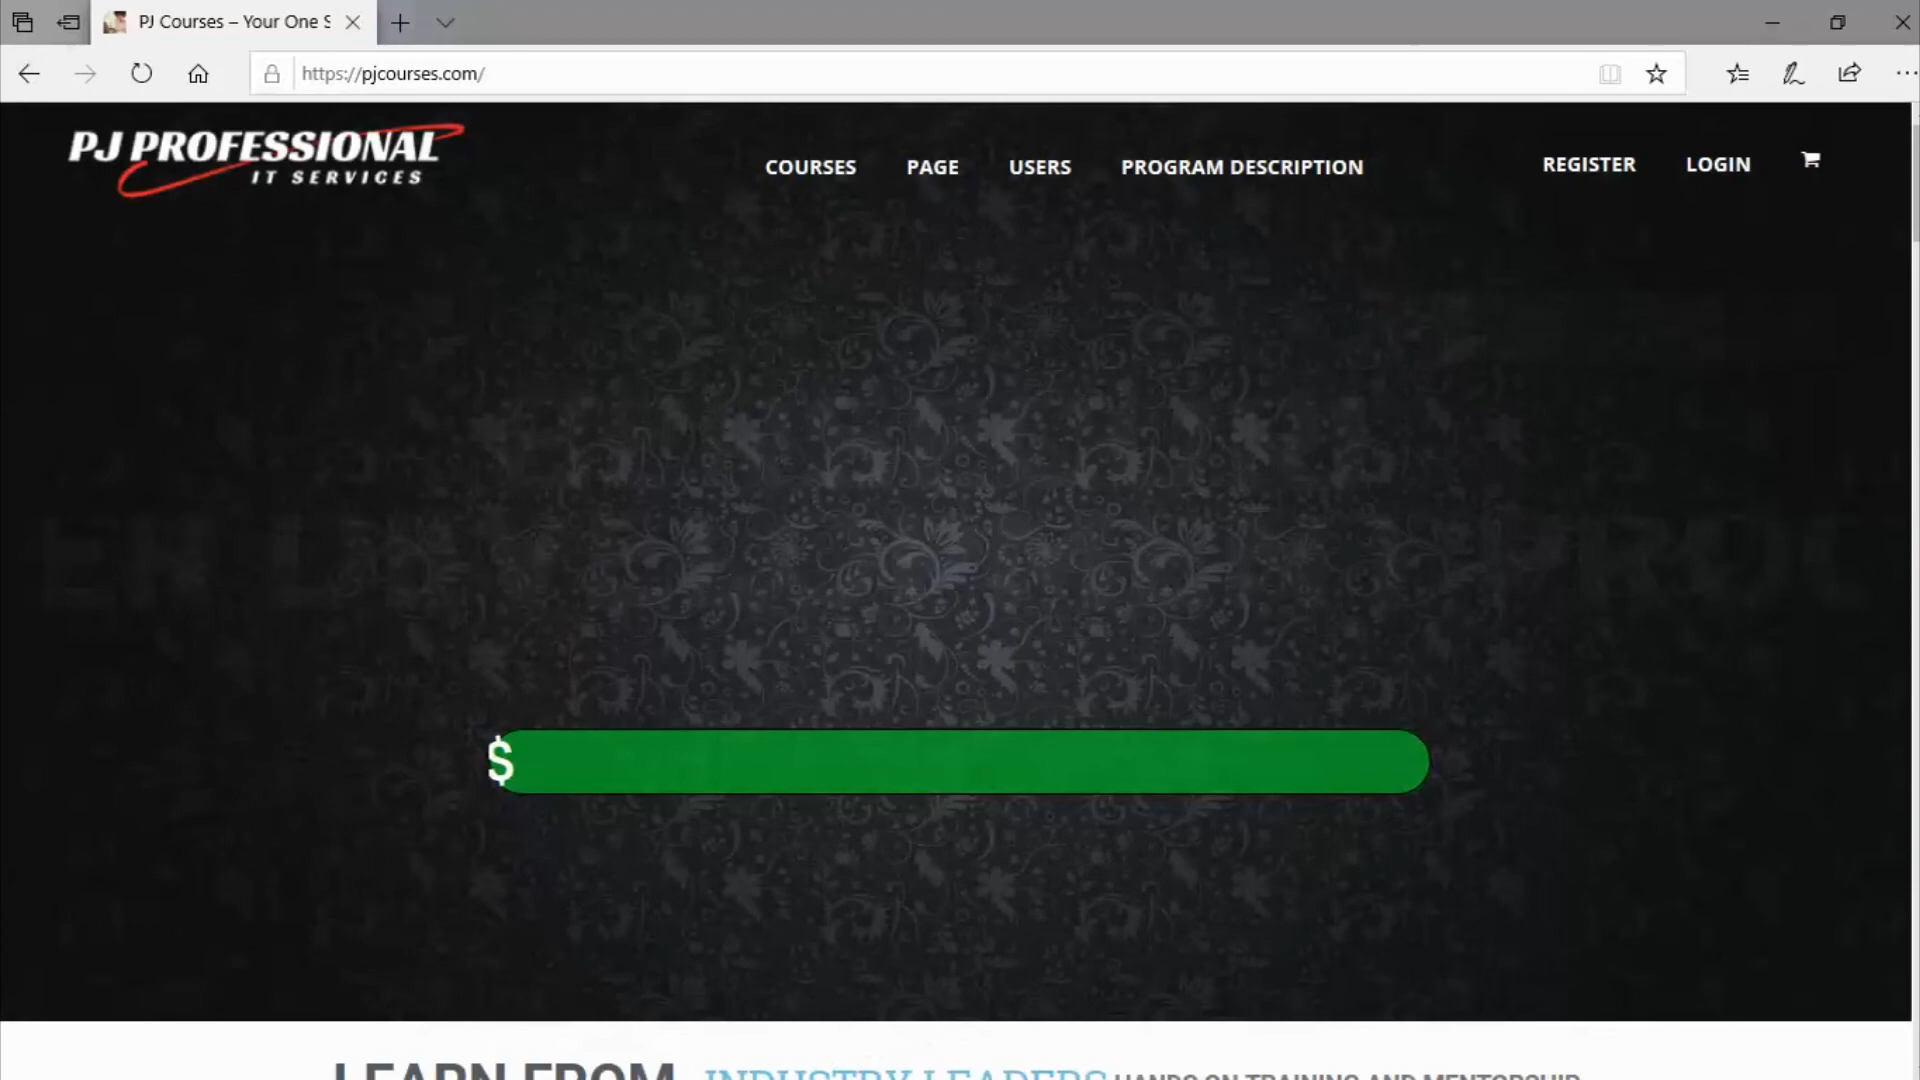 PJ Courses – Your One S
https://pjcourses.com/
PJ PROFESSIONAL
IT SERVICES
COURSES PAGE USERS PROGRAM DESCRIPTION REGISTER LOGIN
$
LEARN FROM INDUSTRY LEADERS HANDS ON TRAINING AND MENTORSHIP